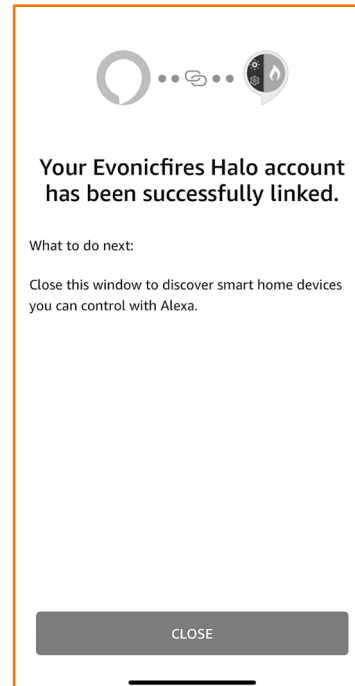 Your Evonicfires Halo account
has been successfully linked.
What to do next:
Close this window to discover smart home devices
you can control with Alexa.
CLOSE